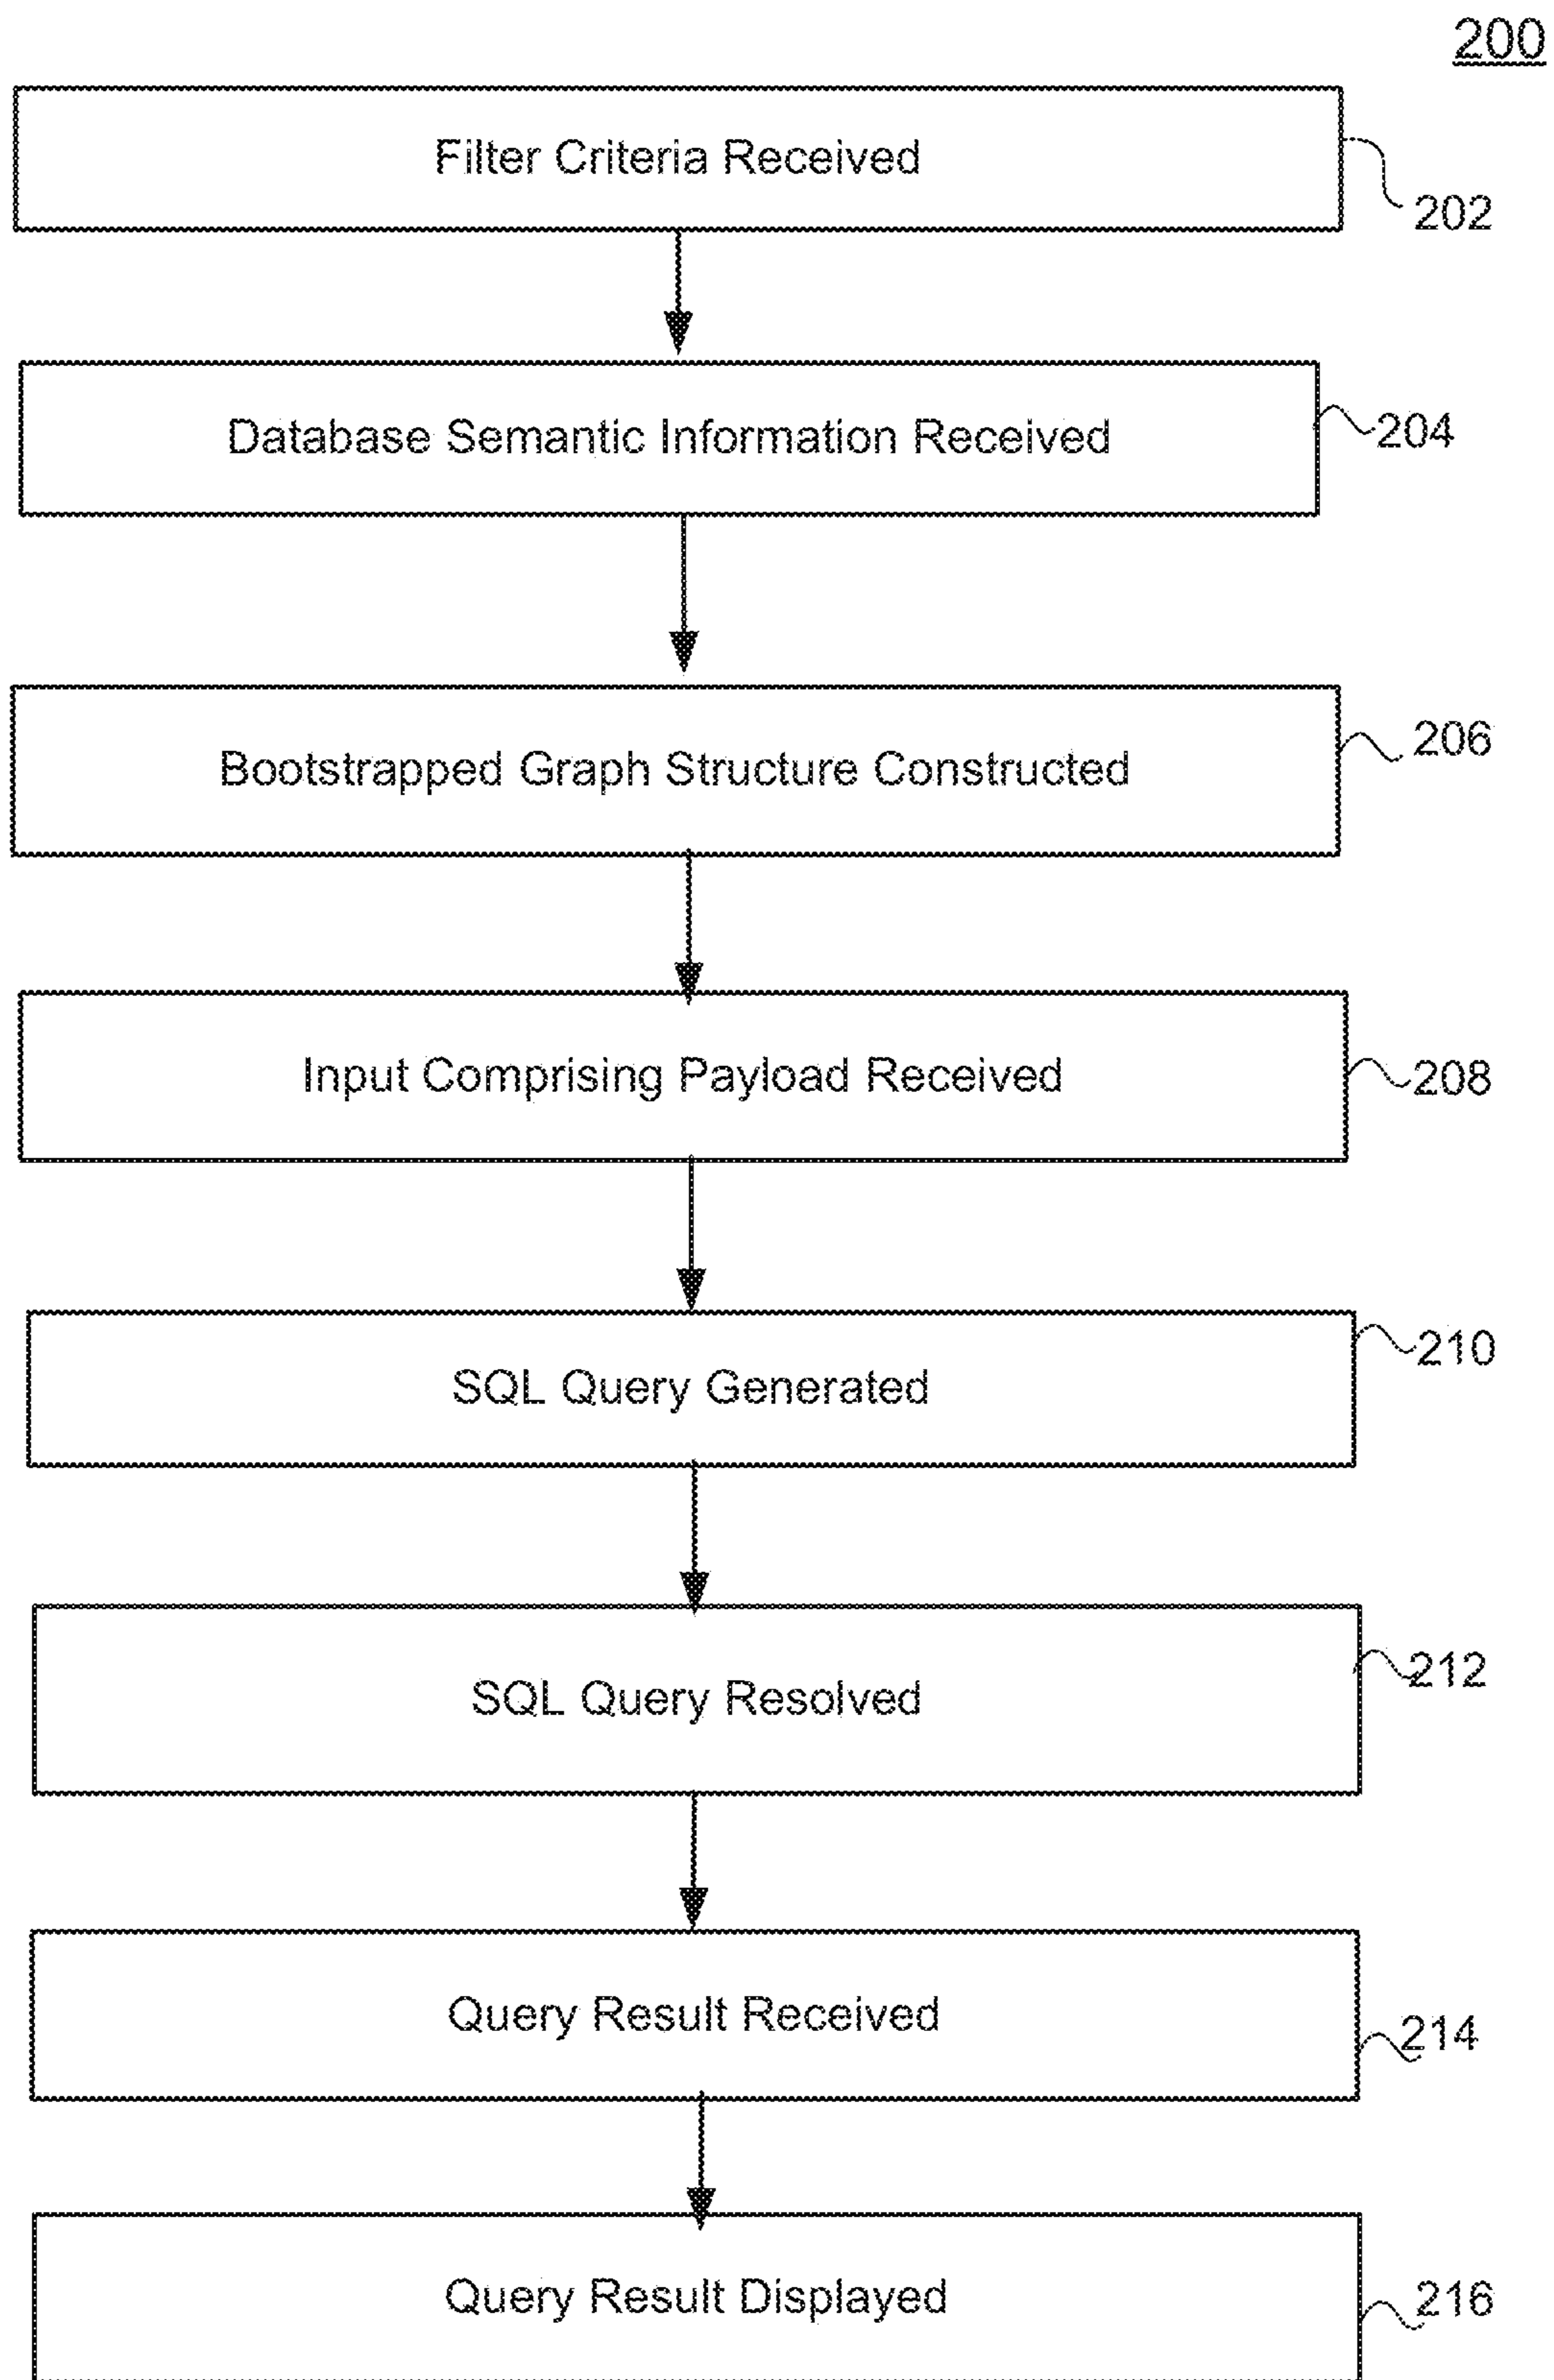 200
Filter Criteria Received
202
Database Semantic Information Received
204
Bootstrapped Graph Structure Constructed
206
Input Comprising Payload Received
208
SQL Query Generated
210
SQL Query Resolved
212
Query Result Received
214
Query Result Displayed
216